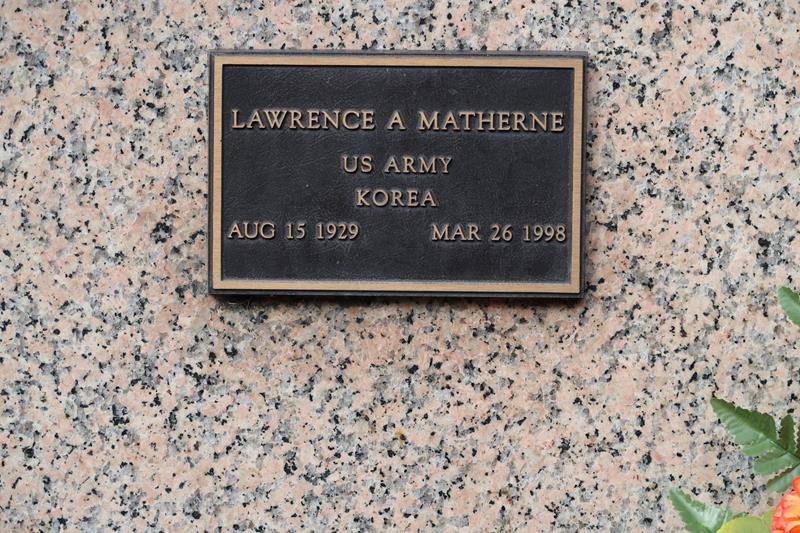 LAWRENCE A MATHERNE
US ARMY
KOREA
AUG 15 1929 MAR 26 1998